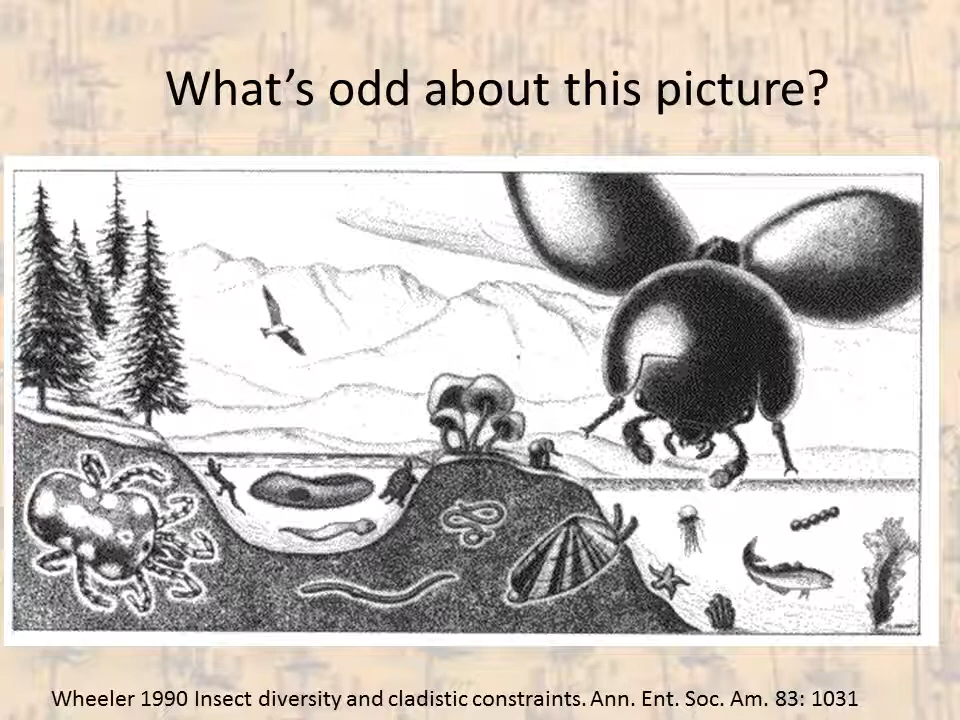 What’s odd about this picture?
Wheeler 1990 Insect diversity and cladistic constraints. Ann. Ent. Soc. Am. 83: 1031